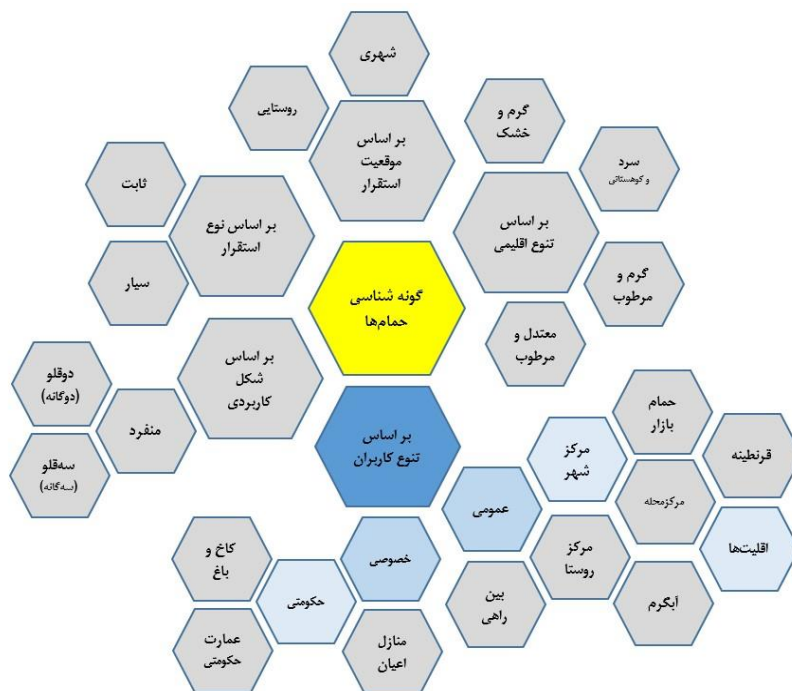 شهری
روستایی
بر اساس
موقعیت
استقرار
گرم و
خشک
سرد
و کوهستانی
بر اساس
تنوع اقلیمی
گرم و
مرطوب
معتدل و
مرطوب
ثابت
بر اساس نوع
استقرار
سیار
گونه شناسی
حمام‌ها
بر اساس
شکل
کاربردی
دوقلو
(دوگانه)
منفرد
سه‌قلو
(سه‌گانه)
بر اساس
تنوع کاربران
حمام
بازار
مرکز
شهر
قرنطینه
عمومی
مرکزمحله
اقلیت‌ها
مرکز
روستا
آبگرم
بین
راهی
خصوصی
کاخ و
باغ
حکومتی
عمارت
حکومتی
منازل
اعیان